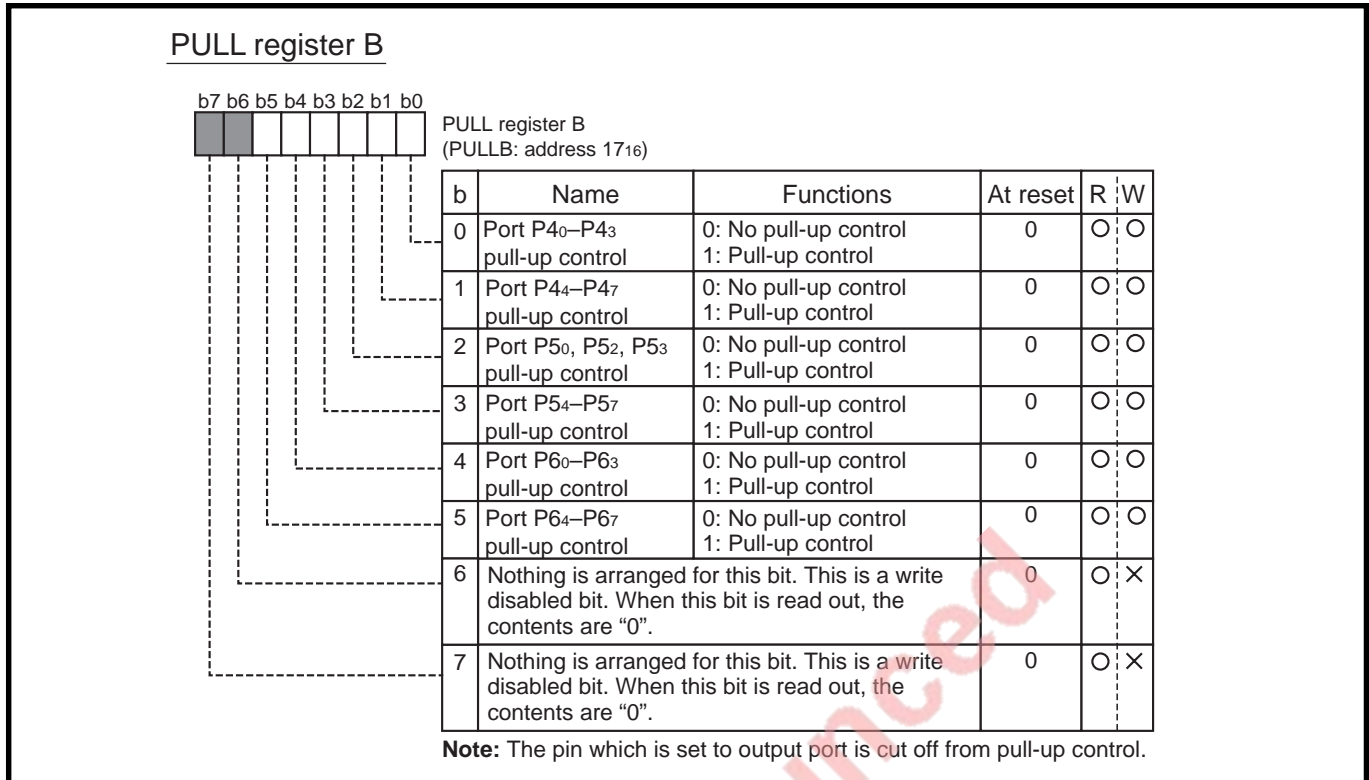 PULL register B
b7 b6 b5 b4 b3 b2 b1 b0
PULL register B
(PULLB: address 1716)
b Name Functions At reset R W
0 Port P40–P43 pull-up control 0: No pull-up control 1: Pull-up control 0 O O
1 Port P44–P47 pull-up control 0: No pull-up control 1: Pull-up control 0 O O
2 Port P50, P52, P53 pull-up control 0: No pull-up control 1: Pull-up control 0 O O
3 Port P54–P57 pull-up control 0: No pull-up control 1: Pull-up control 0 O O
4 Port P60–P63 pull-up control 0: No pull-up control 1: Pull-up control 0 O O
5 Port P64–P67 pull-up control 0: No pull-up control 1: Pull-up control 0 O O
6 Nothing is arranged for this bit. This is a write 0 O ×
disabled bit. When this bit is read out, the
contents are “0”.
7 Nothing is arranged for this bit. This is a write 0 O ×
disabled bit. When this bit is read out, the
contents are “0”.
Note: The pin which is set to output port is cut off from pull-up control.